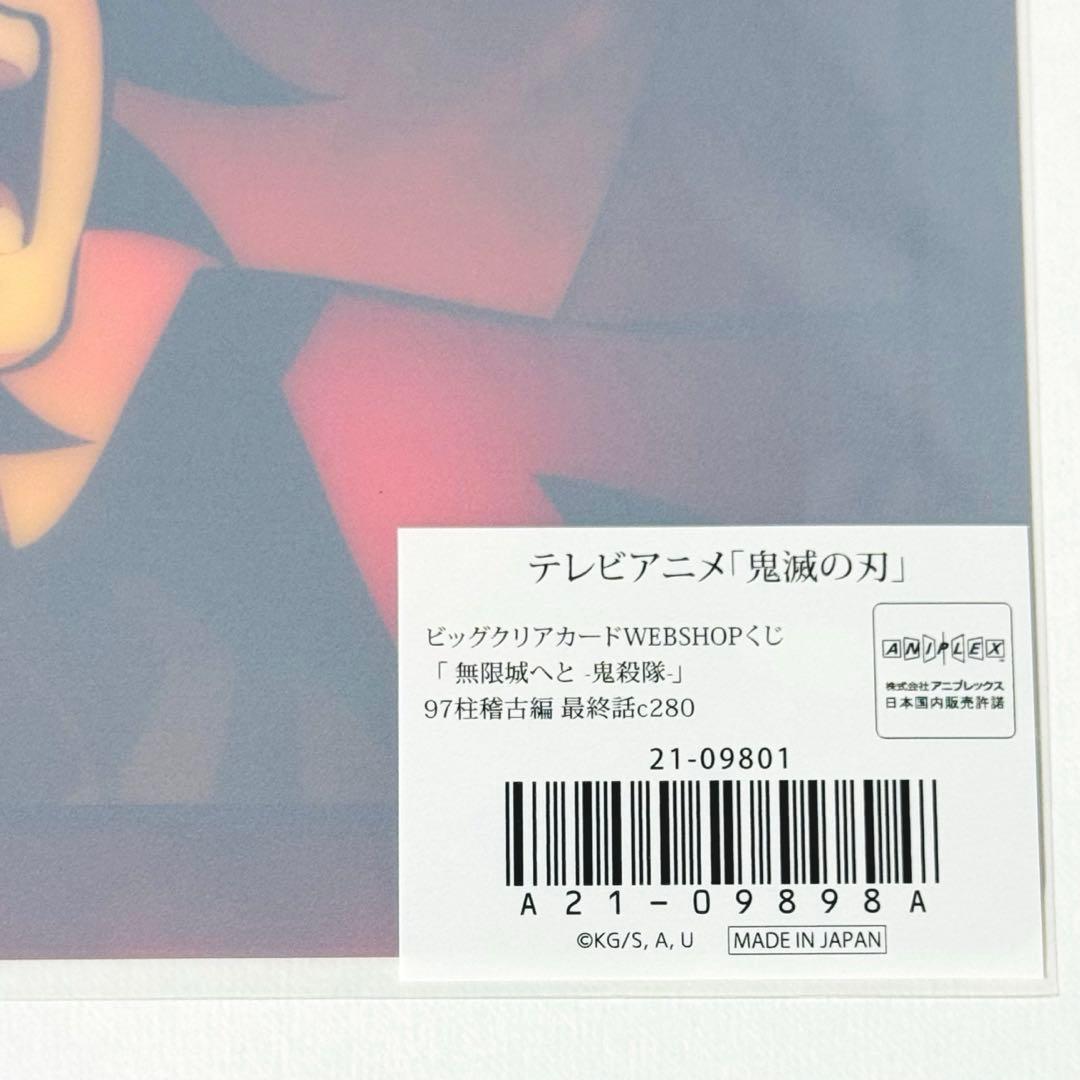 テレビアニメ「鬼滅の刃」
ビッグクリアカードWEBSHOPくじ
「 無限城へと -鬼殺隊-」
97柱稽古編 最終話c280
ANIPLEX
株式会社 アニプレックス
日本国内販売許諾
21-09801
A21-09898A
©KG/S, A, U
MADE IN JAPAN